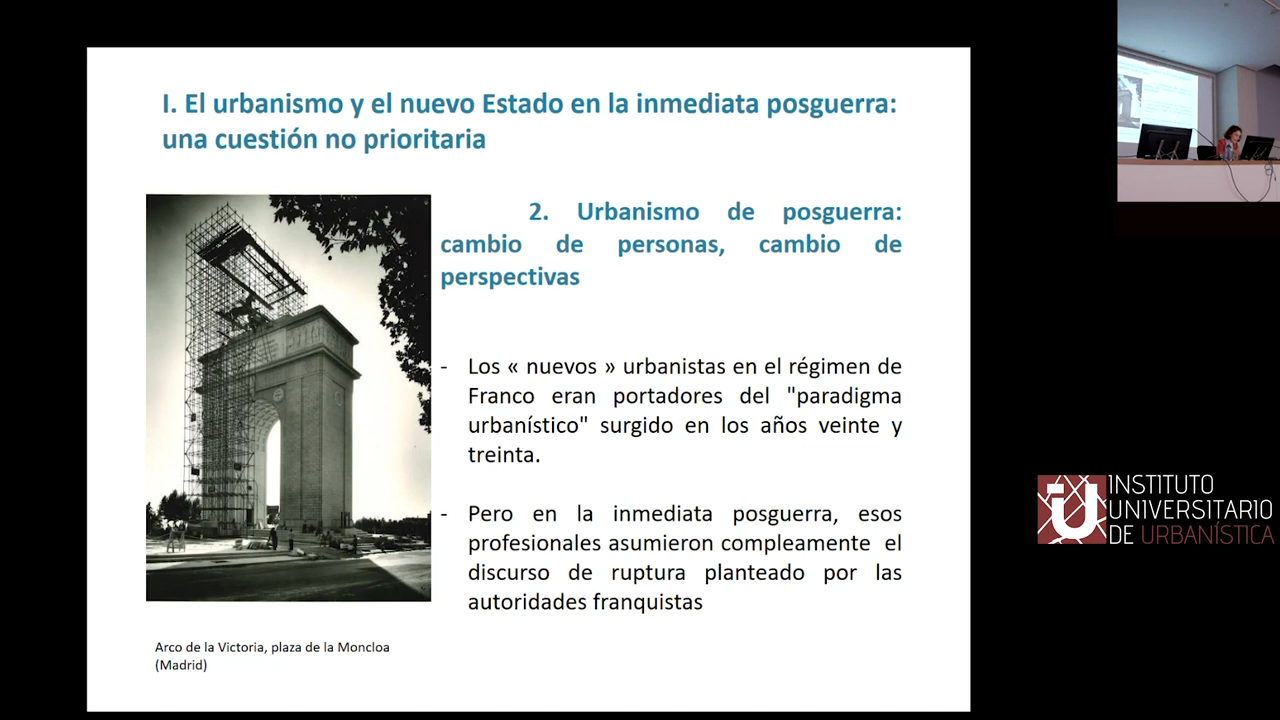 I. El urbanismo y el nuevo Estado en la inmediata posguerra:
una cuestión no prioritaria
2. Urbanismo de posguerra:
cambio de personas, cambio de
perspectivas
- Los « nuevos » urbanistas en el régimen de
Franco eran portadores del "paradigma
urbanístico" surgido en los años veinte y
treinta.
- Pero en la inmediata posguerra, esos
profesionales asumieron compleamente el
discurso de ruptura planteado por las
autoridades franquistas
Arco de la Victoria, plaza de la Moncloa
(Madrid)
INSTITUTO
UNIVERSITARIO
DE URBANÍSTICA